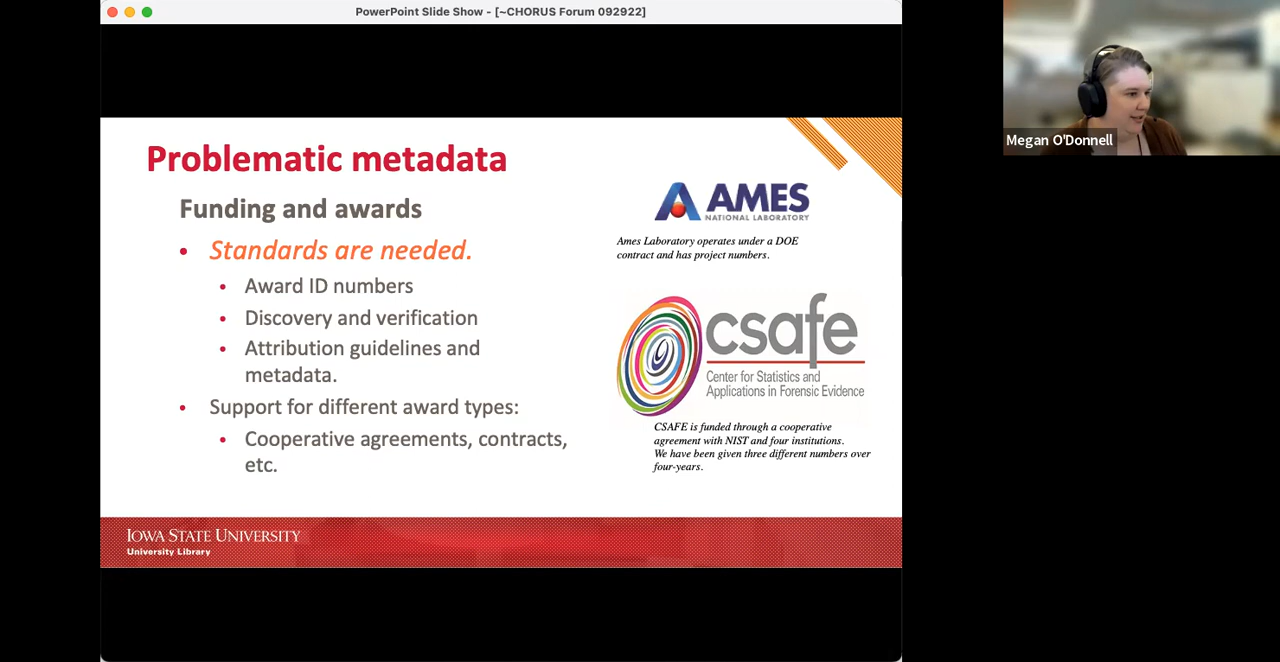 PowerPoint Slide Show - [~CHORUS Forum 092922]
Problematic metadata
Funding and awards
• Standards are needed.
• Award ID numbers
• Discovery and verification
• Attribution guidelines and
metadata.
• Support for different award types:
• Cooperative agreements, contracts,
etc.
AMES
NATIONAL LABORATORY
Ames Laboratory operates under a DOE
contract and has project numbers.
csafe
Center for Statistics and
Applications in Forensic Evidence
CSAFE is funded through a cooperative
agreement with NIST and four institutions.
We have been given three different numbers over
four-years.
IOWA STATE UNIVERSITY
University Library
Megan O'Donnell